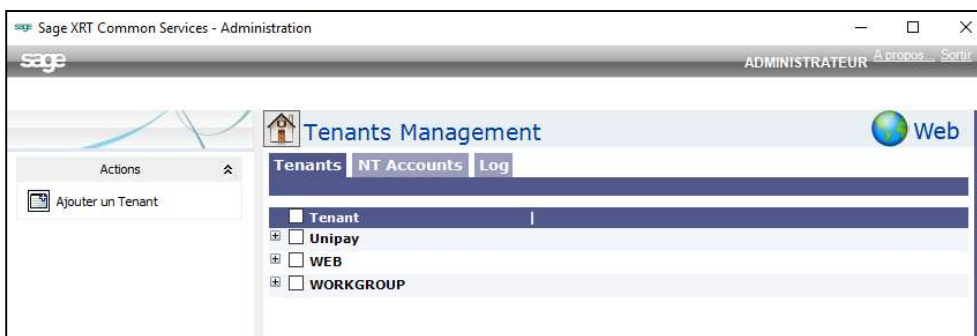 sage Sage XRT Common Services - Administration
sage
ADMINISTRATEUR A propos... Sortir
Tenants Management
Web
Actions
Tenants NT Accounts Log
Ajouter un Tenant
Tenant
Unipay
WEB
WORKGROUP